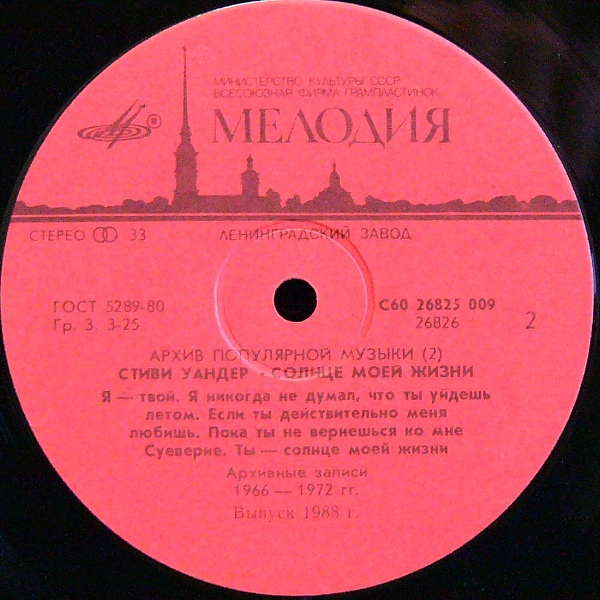 МИНИСТЕРСТВО КУЛЬТУРЫ СССР
ВСЕСОЮЗНАЯ ФИРМА ГРАМПЛАСТИНОК
МЕЛОДИЯ
®
СТЕРЕО 33
ЛЕНИНГРАДСКИЙ ЗАВОД
ГОСТ 5289-80
Гр. 3. 3-25
С60 26825 009
26826
2
АРХИВ ПОПУЛЯРНОЙ МУЗЫКИ (2)
СТИВИ УАНДЕР · СОЛНЦЕ МОЕЙ ЖИЗНИ
Я — твой. Я никогда не думал, что ты уйдешь
летом. Если ты действительно меня
любишь. Пока ты не вернешься ко мне
Суеверие. Ты — солнце моей жизни
Архивные записи
1966 — 1972 гг.
Выпуск 1988 г.